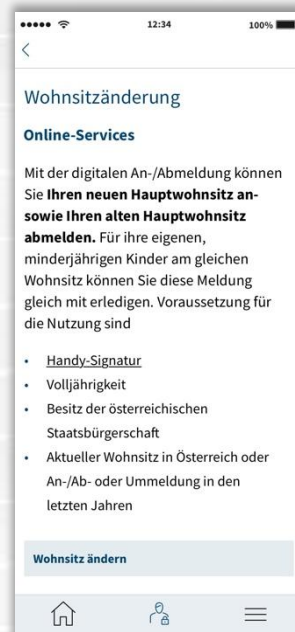 12:34
100%
Wohnsitzänderung
Online-Services
Mit der digitalen An-/Abmeldung können
Sie Ihren neuen Hauptwohnsitz an-
sowie Ihren alten Hauptwohnsitz
abmelden. Für ihre eigenen,
minderjährigen Kinder am gleichen
Wohnsitz können Sie diese Meldung
gleich mit erledigen. Voraussetzung für
die Nutzung sind
• Handy-Signatur
• Volljährigkeit
• Besitz der österreichischen
Staatsbürgerschaft
• Aktueller Wohnsitz in Österreich oder
An-/Ab- oder Ummeldung in den
letzten Jahren
Wohnsitz ändern